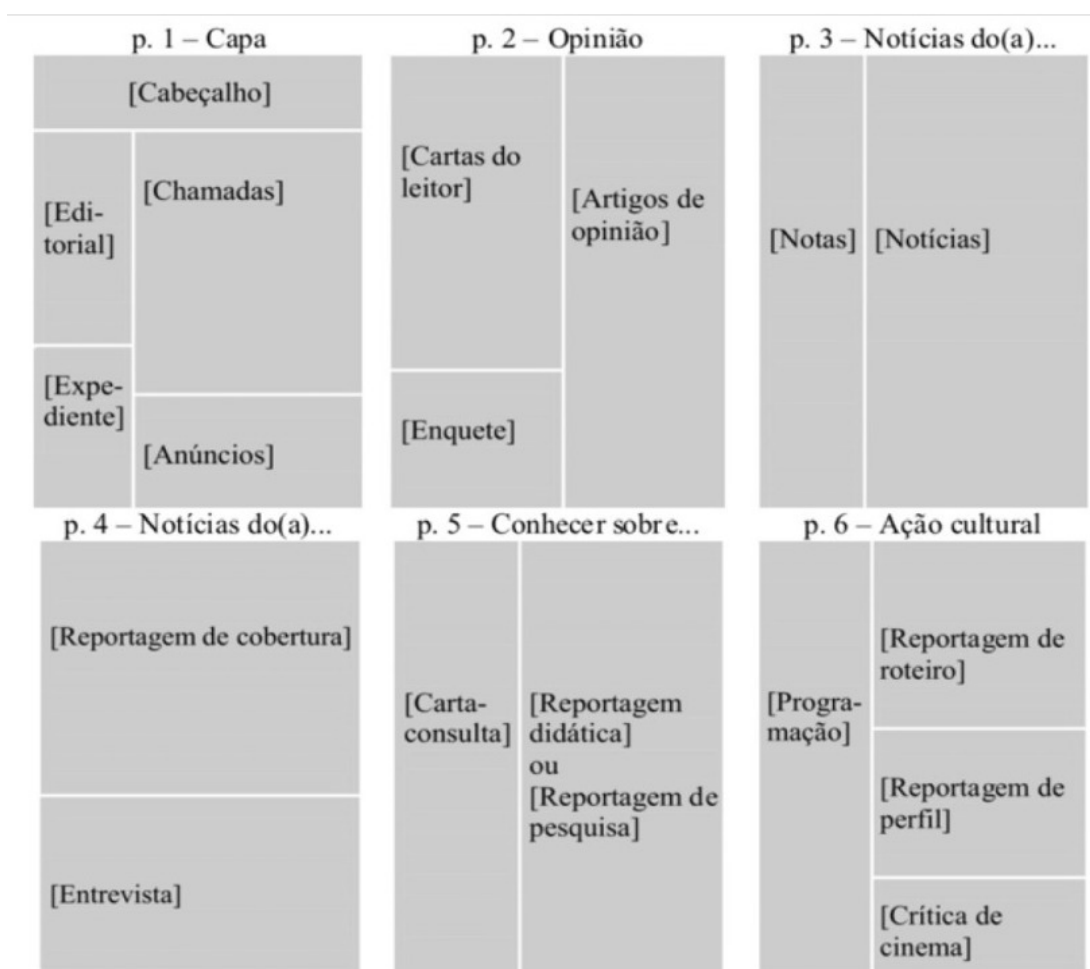 p. 1 – Capa
[Cabeçalho]
[Edi-
torial]
[Chamadas]
[Expe-
diente]
[Anúncios]
p. 2 – Opinião
[Cartas do
leitor]
[Artigos de
opinião]
[Enquete]
p. 3 – Notícias do(a)...
[Notas]
[Notícias]
p. 4 – Notícias do(a)...
[Reportagem de cobertura]
[Entrevista]
p. 5 – Conhecer sobre...
[Carta-
consulta]
[Reportagem
didática]
ou
[Reportagem de
pesquisa]
p. 6 – Ação cultural
[Progra-
mação]
[Reportagem de
roteiro]
[Reportagem de
perfil]
[Crítica de
cinema]